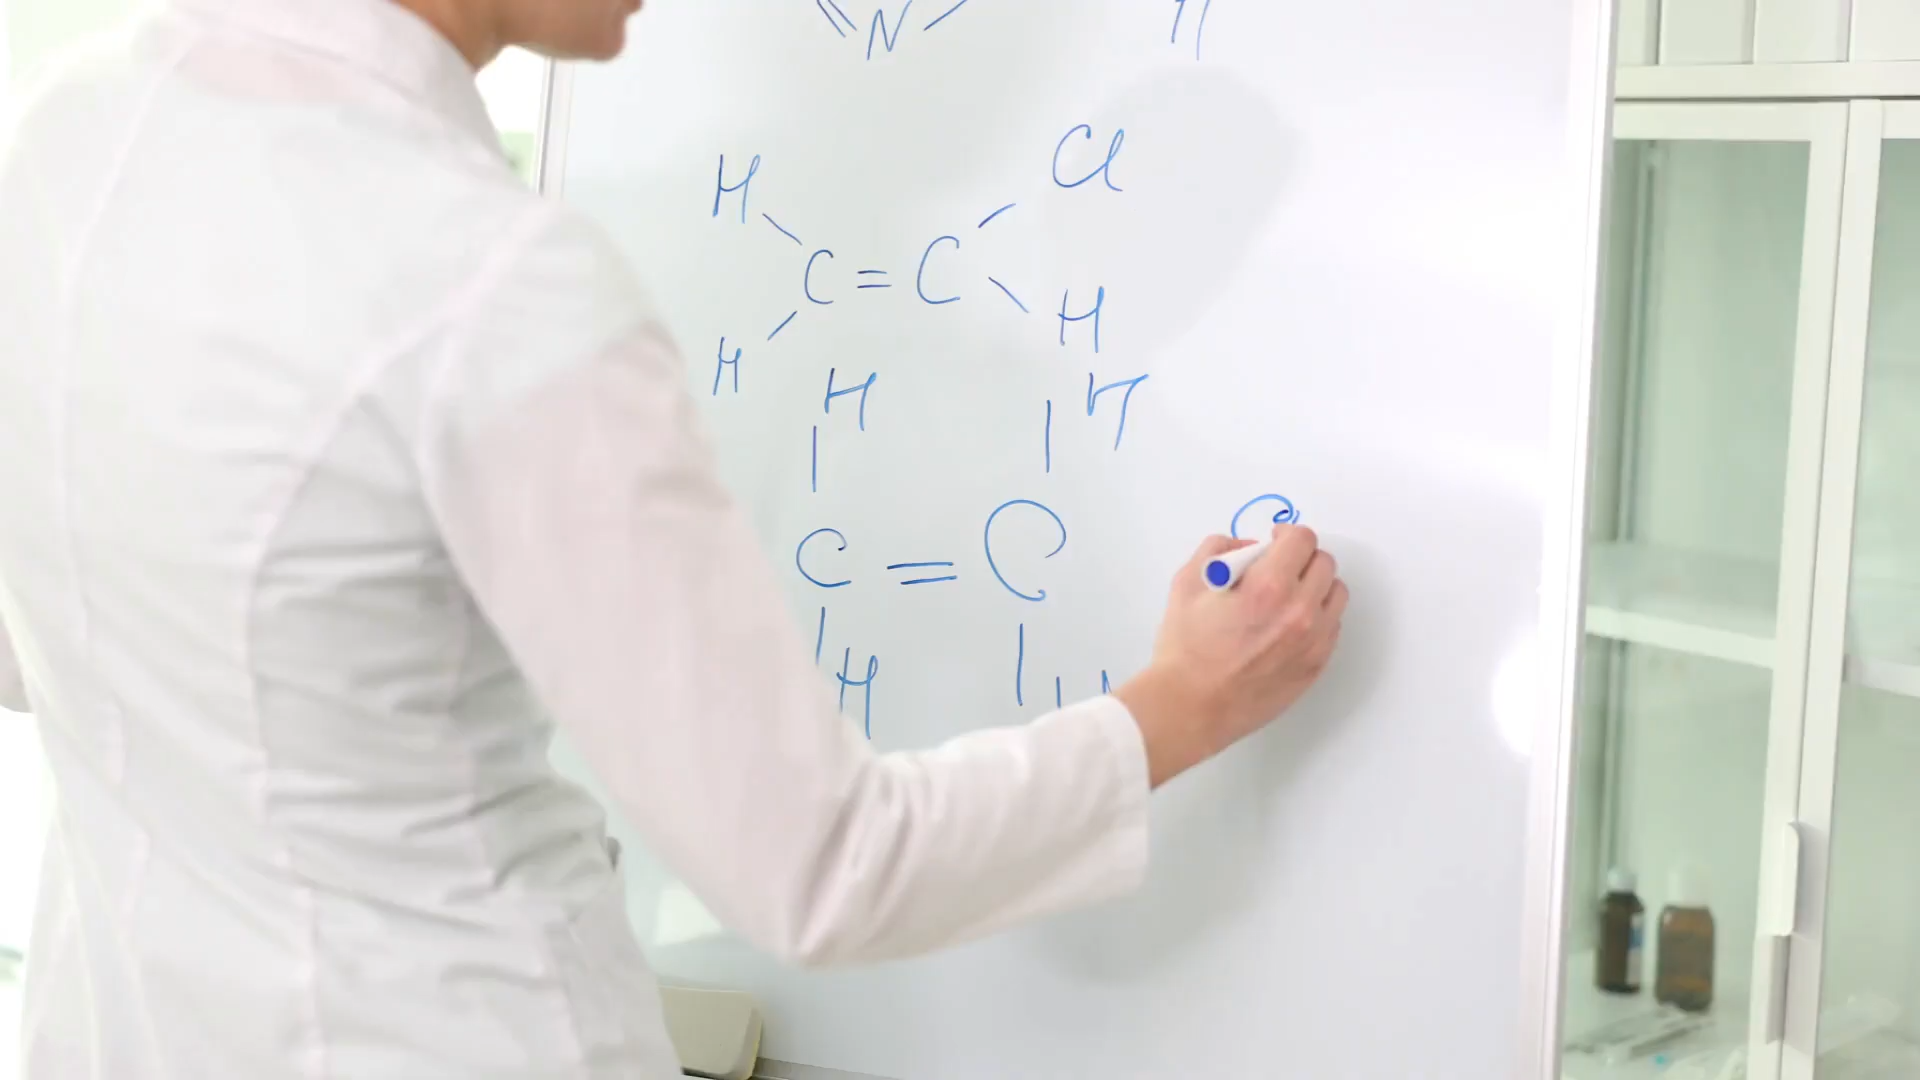 N
H Cl
C = C
H H
H
C = C
H